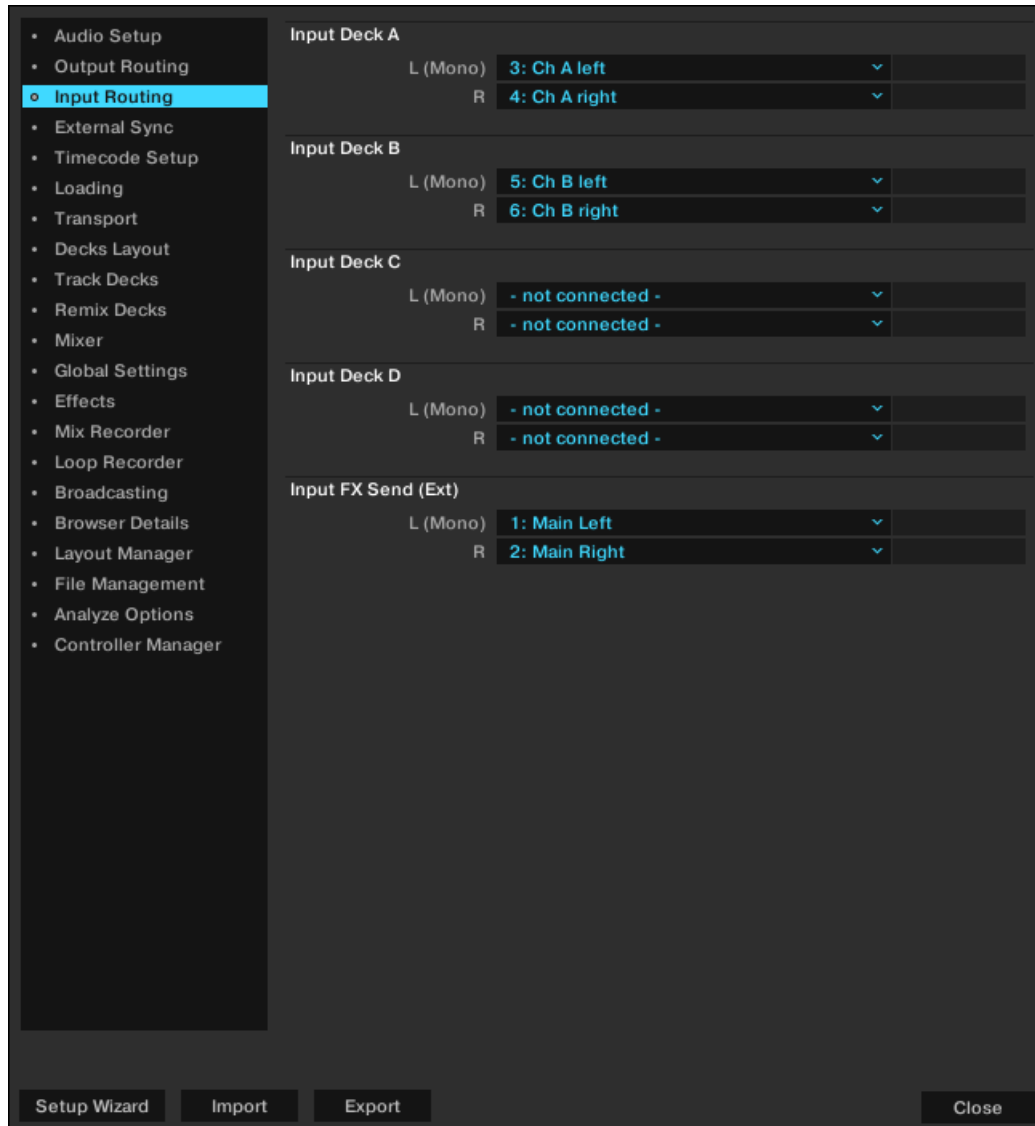 Audio Setup
Output Routing
Input Routing
External Sync
Timecode Setup
Loading
Transport
Decks Layout
Track Decks
Remix Decks
Mixer
Global Settings
Effects
Mix Recorder
Loop Recorder
Broadcasting
Browser Details
Layout Manager
File Management
Analyze Options
Controller Manager
Input Deck A
L (Mono) 3: Ch A left
R 4: Ch A right
Input Deck B
L (Mono) 5: Ch B left
R 6: Ch B right
Input Deck C
L (Mono) - not connected -
R - not connected -
Input Deck D
L (Mono) - not connected -
R - not connected -
Input FX Send (Ext)
L (Mono) 1: Main Left
R 2: Main Right
Setup Wizard Import Export Close